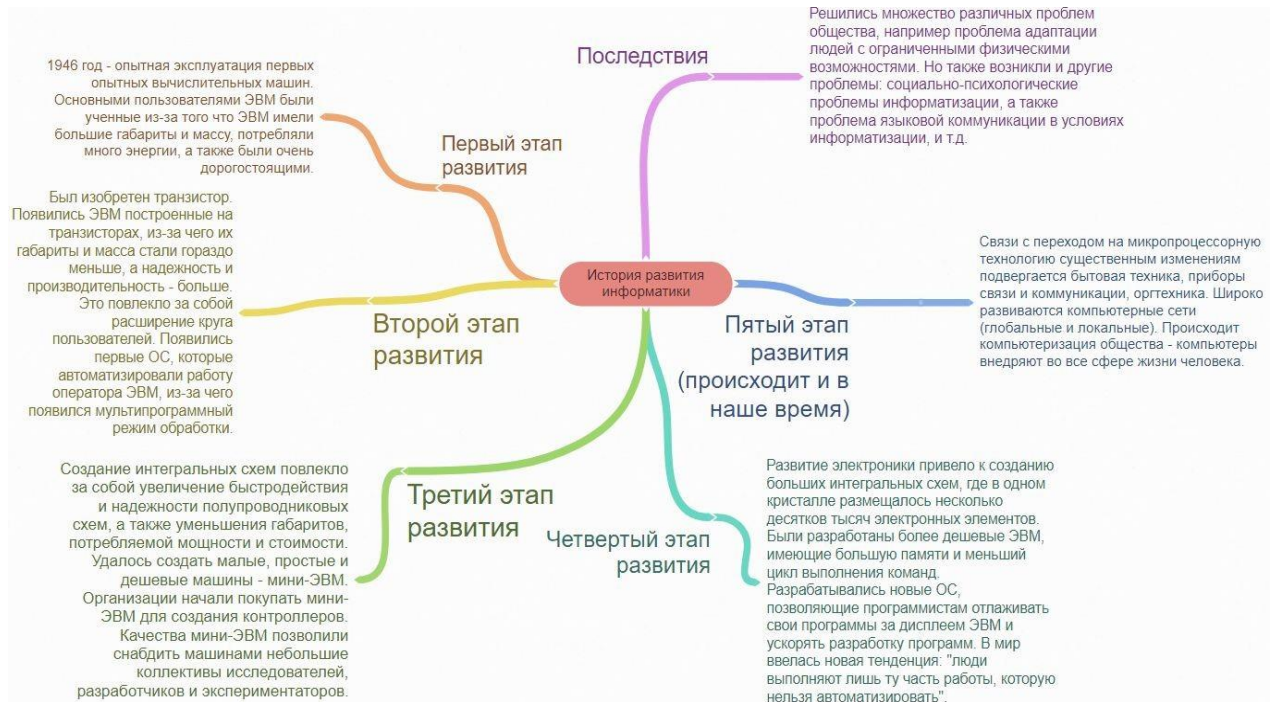 История развития
информатики
Первый этап
развития
1946 год - опытная эксплуатация первых
опытных вычислительных машин.
Основными пользователями ЭВМ были
ученные из-за того что ЭВМ имели
большие габариты и массу, потребляли
много энергии, а также были очень
дорогостоящими.
Второй этап
развития
Был изобретен транзистор.
Появились ЭВМ построенные на
транзисторах, из-за чего их
габариты и масса стали гораздо
меньше, а надежность и
производительность - больше.
Это повлекло за собой
расширение круга
пользователей. Появились
первые ОС, которые
автоматизировали работу
оператора ЭВМ, из-за чего
появился мультипрограммный
режим обработки.
Третий этап
развития
Создание интегральных схем повлекло
за собой увеличение быстродействия
и надежности полупроводниковых
схем, а также уменьшения габаритов,
потребляемой мощности и стоимости.
Удалось создать малые, простые и
дешевые машины - мини-ЭВМ.
Организации начали покупать мини-
ЭВМ для создания контроллеров.
Качества мини-ЭВМ позволили
снабдить машинами небольшие
коллективы исследователей,
разработчиков и экспериментаторов.
Четвертый этап
развития
Развитие электроники привело к созданию
больших интегральных схем, где в одном
кристалле размещалось несколько
десятков тысяч электронных элементов.
Были разработаны более дешевые ЭВМ,
имеющие большую памяти и меньший
цикл выполнения команд.
Разрабатывались новые ОС,
позволяющие программистам отлаживать
свои программы за дисплеем ЭВМ и
ускорять разработку программ. В мир
ввелась новая тенденция: "люди
выполняют лишь ту часть работы, которую
нельзя автоматизировать".
Пятый этап
развития
(происходит и в
наше время)
Связи с переходом на микропроцессорную
технологию существенным изменениям
подвергается бытовая техника, приборы
связи и коммуникации, оргтехника. Широко
развиваются компьютерные сети
(глобальные и локальные). Происходит
компьютеризация общества - компьютеры
внедряют во все сфере жизни человека.
Последствия
Решились множество различных проблем
общества, например проблема адаптации
людей с ограниченными физическими
возможностями. Но также возникли и другие
проблемы: социально-психологические
проблемы информатизации, а также
проблема языковой коммуникации в условиях
информатизации, и т.д.